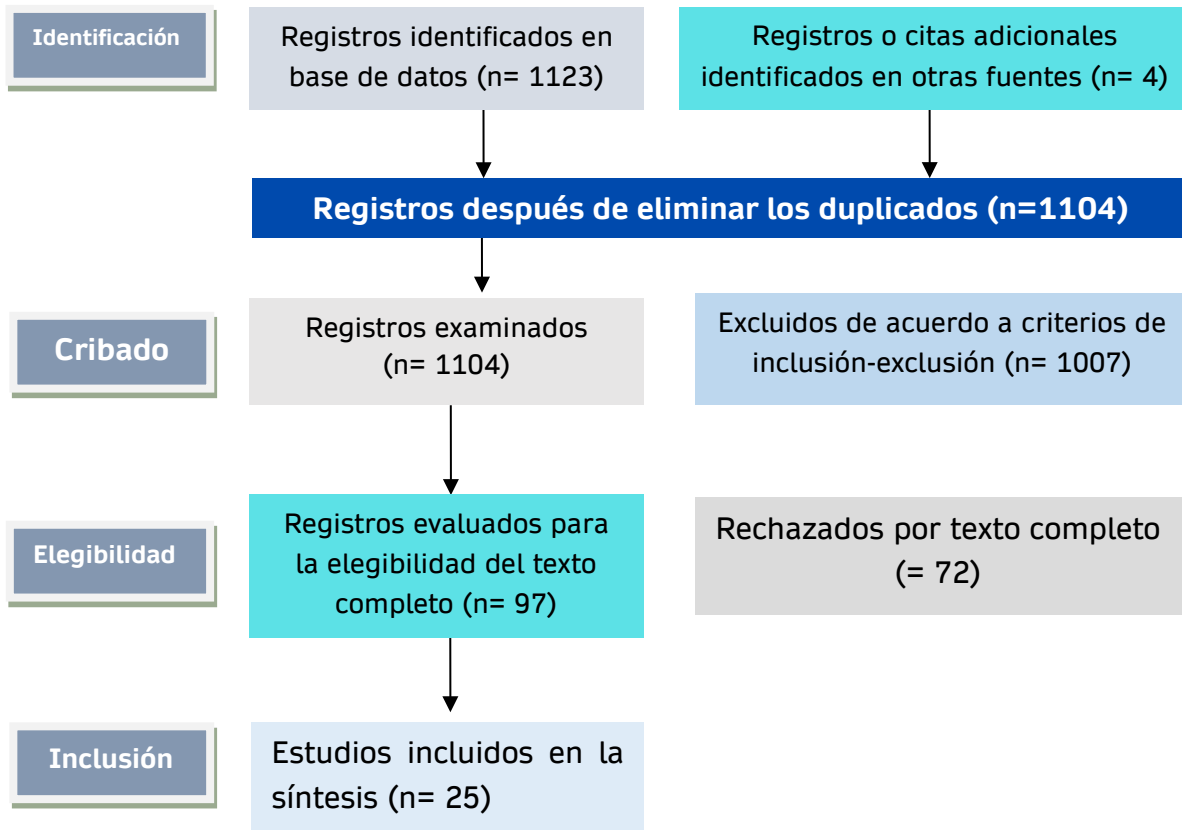 Identificación
Registros identificados en
base de datos (n= 1123)
Registros o citas adicionales
identificados en otras fuentes (n= 4)
Registros después de eliminar los duplicados (n=1104)
Cribado
Registros examinados
(n= 1104)
Excluidos de acuerdo a criterios de
inclusión-exclusión (n= 1007)
Elegibilidad
Registros evaluados para
la elegibilidad del texto
completo (n= 97)
Rechazados por texto completo
(= 72)
Inclusión
Estudios incluidos en la
síntesis (n= 25)